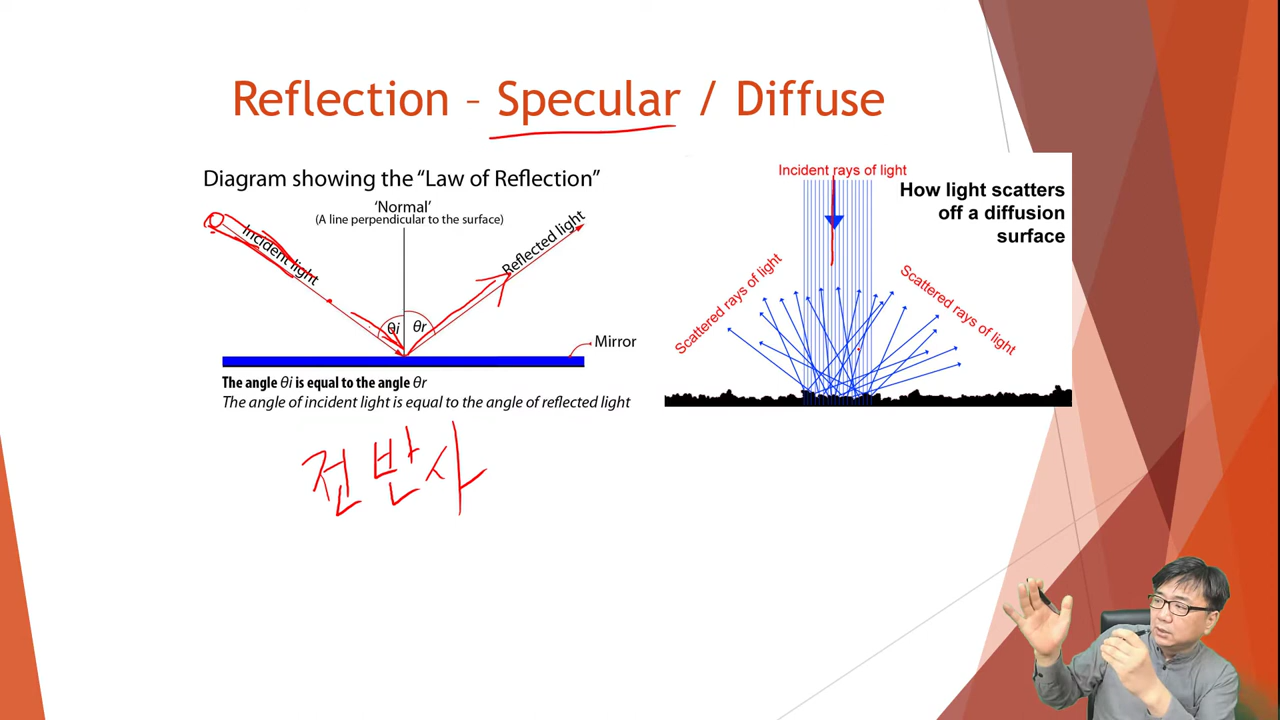 Reflection – Specular / Diffuse
Diagram showing the “Law of Reflection”
‘Normal’
(A line perpendicular to the surface)
Incident light
Reflected light
θi
θr
Mirror
The angle θi is equal to the angle θr
The angle of incident light is equal to the angle of reflected light
전반사
Incident rays of light
How light scatters
off a diffusion
surface
Scattered rays of light
Scattered rays of light